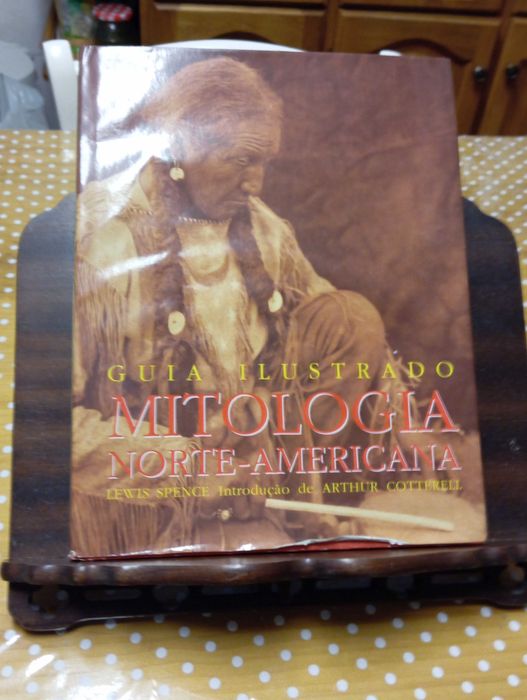 GUIA ILUSTRADO
MITOLOGIA
NORTE-AMERICANA
LEWIS SPENCE Introdução de ARTHUR COTTERELL